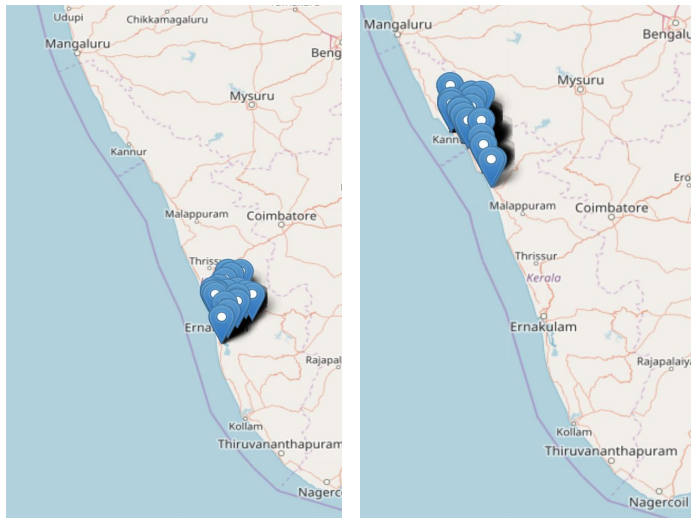 Udupi
Chikkamagaluru
Mangaluru
Beng
Mysuru
Kannur
Malappuram
Coimbatore
Thriss
Erna
Rajapal
Kollam
Thiruvananthapuram
Nagerc
Mangaluru
Bengalu
Mysuru
Kann
Ero
Malappuram
Coimbatore
Thrissur
Kerala
Ernakulam
Rajapalaiya
Kollam
Thiruvananthapuram
Nagercoil